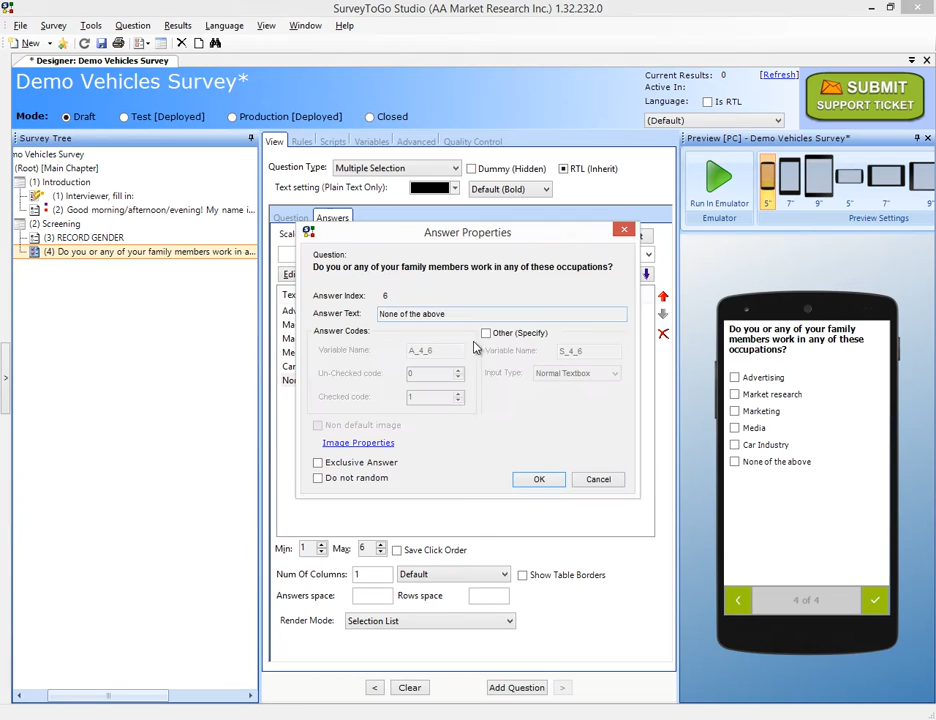 SurveyToGo Studio (AA Market Research Inc.) 1.32.232.0
File Survey Tools Question Results Language View Window Help
New
* Designer: Demo Vehicles Survey*
Demo Vehicles Survey*
Current Results: 0 [Refresh]
Active In:
Language: Is RTL
(Default)
SUBMIT
SUPPORT TICKET
Mode: Draft Test [Deployed] Production [Deployed] Closed
Survey Tree
emo Vehicles Survey
(Root) [Main Chapter]
(1) Introduction
(1) Interviewer, fill in:
(2) Good morning/afternoon/evening! My name i...
(2) Screening
(3) RECORD GENDER
(4) Do you or any of your family members work in a...
View Rules Scripts Variables Advanced Quality Control
Question Type: Multiple Selection Dummy (Hidden) RTL (Inherit)
Text setting (Plain Text Only): Default (Bold)
Question Answers
Answer Properties
Question:
Do you or any of your family members work in any of these occupations?
Answer Index: 6
Answer Text: None of the above
Answer Codes: Other (Specify)
Variable Name: A_4_6 Variable Name: S_4_6
Un-Checked code: 0 Input Type: Normal Textbox
Checked code: 1
Non default image
Image Properties
Exclusive Answer
Do not random
OK Cancel
Min: 1 Max: 6 Save Click Order
Num Of Columns: 1 Default Show Table Borders
Answers space: Rows space
Render Mode: Selection List
< Clear Add Question >
Preview [PC] - Demo Vehicles Survey*
Run In Emulator 5" 7" 9" 5" 7" 9"
Emulator Preview Settings
Do you or any of your family
members work in any of these
occupations?
Advertising
Market research
Marketing
Media
Car Industry
None of the above
4 of 4